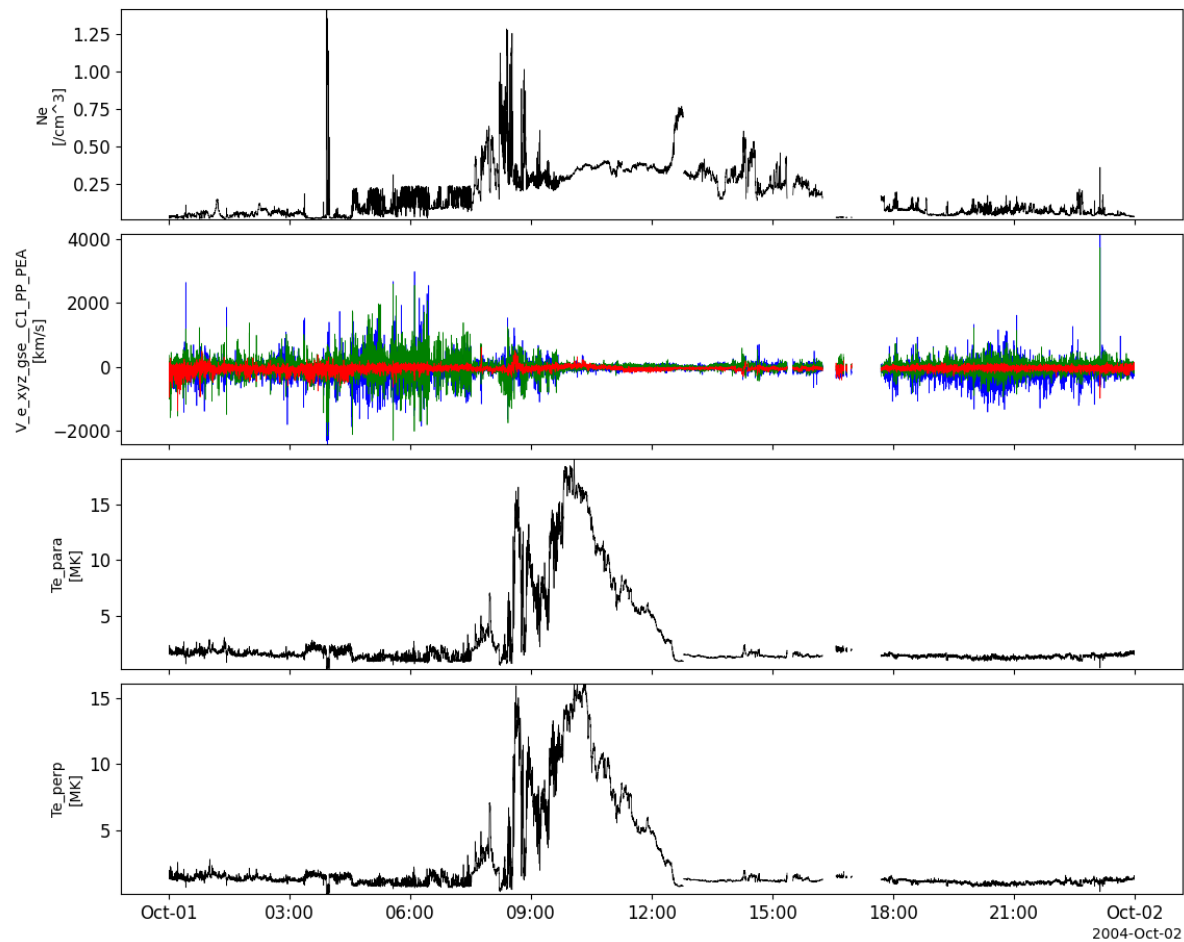 1.25
1.00
0.75
0.50
0.25
Ne
[/cm^3]
4000
2000
0
−2000
V_e_xyz_gse__C1_PP_PEA
[km/s]
15
10
5
Te_para
[MK]
15
10
5
Te_perp
[MK]
Oct-01 03:00 06:00 09:00 12:00 15:00 18:00 21:00 Oct-02
2004-Oct-02